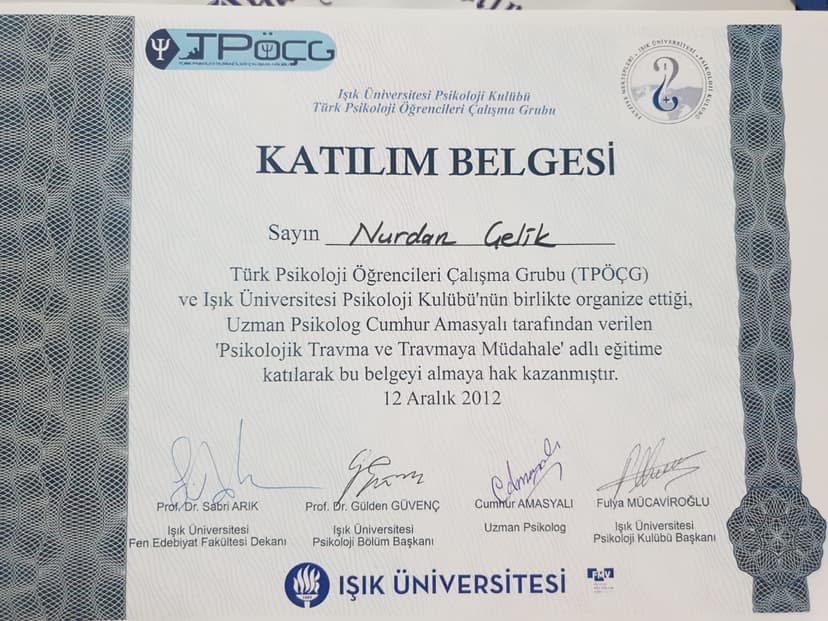 TPÖÇG
Işık Üniversitesi Psikoloji Kulübü
Türk Psikoloji Öğrencileri Çalışma Grubu
KATILIM BELGESİ
Sayın Nurdan Çelik
Türk Psikoloji Öğrencileri Çalışma Grubu (TPÖÇG)
ve Işık Üniversitesi Psikoloji Kulübü'nün birlikte organize ettiği,
Uzman Psikolog Cumhur Amasyalı tarafından verilen
'Psikolojik Travma ve Travmaya Müdahale' adlı eğitime
katılarak bu belgeyi almaya hak kazanmıştır.
12 Aralık 2012
Prof. Dr. Sabri ARIK
Işık Üniversitesi
Fen Edebiyat Fakültesi Dekanı
Prof. Dr. Gülden GÜVENÇ
Işık Üniversitesi
Psikoloji Bölüm Başkanı
Cumhur AMASYALI
Uzman Psikolog
Fulya MÜCAVİROĞLU
Işık Üniversitesi
Psikoloji Kulübü Başkanı
IŞIK ÜNİVERSİTESİ
FMV